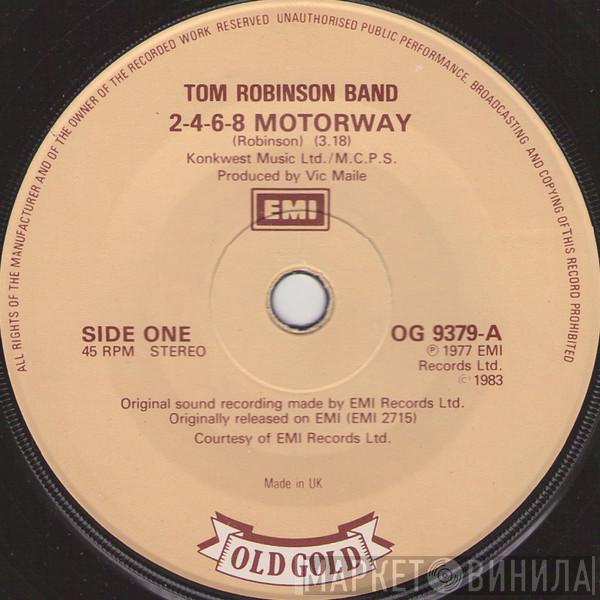 ALL RIGHTS OF THE MANUFACTURER AND OF THE OWNER OF THE RECORDED WORK RESERVED UNAUTHORISED PUBLIC PERFORMANCE, BROADCASTING AND COPYING OF THIS RECORD PROHIBITED
TOM ROBINSON BAND
2-4-6-8 MOTORWAY
(Robinson) (3.18)
Konkwest Music Ltd./M.C.P.S.
Produced by Vic Maile
EMI
SIDE ONE
45 RPM STEREO
OG 9379-A
℗ 1977 EMI
Records Ltd.
© 1983
Original sound recording made by EMI Records Ltd.
Originally released on EMI (EMI 2715)
Courtesy of EMI Records Ltd.
Made in UK
OLD GOLD
МАРКЕТ ВИНИЛА